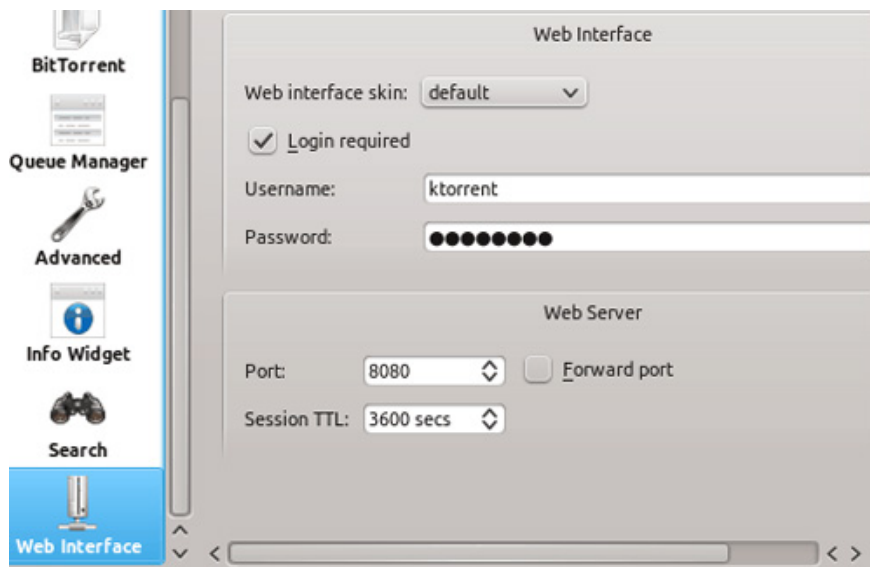 BitTorrent
Queue Manager
Advanced
Info Widget
Search
Web Interface
Web Interface
Web interface skin: default
Login required
Username: ktorrent
Password: ●●●●●●●●
Web Server
Port: 8080 Forward port
Session TTL: 3600 secs